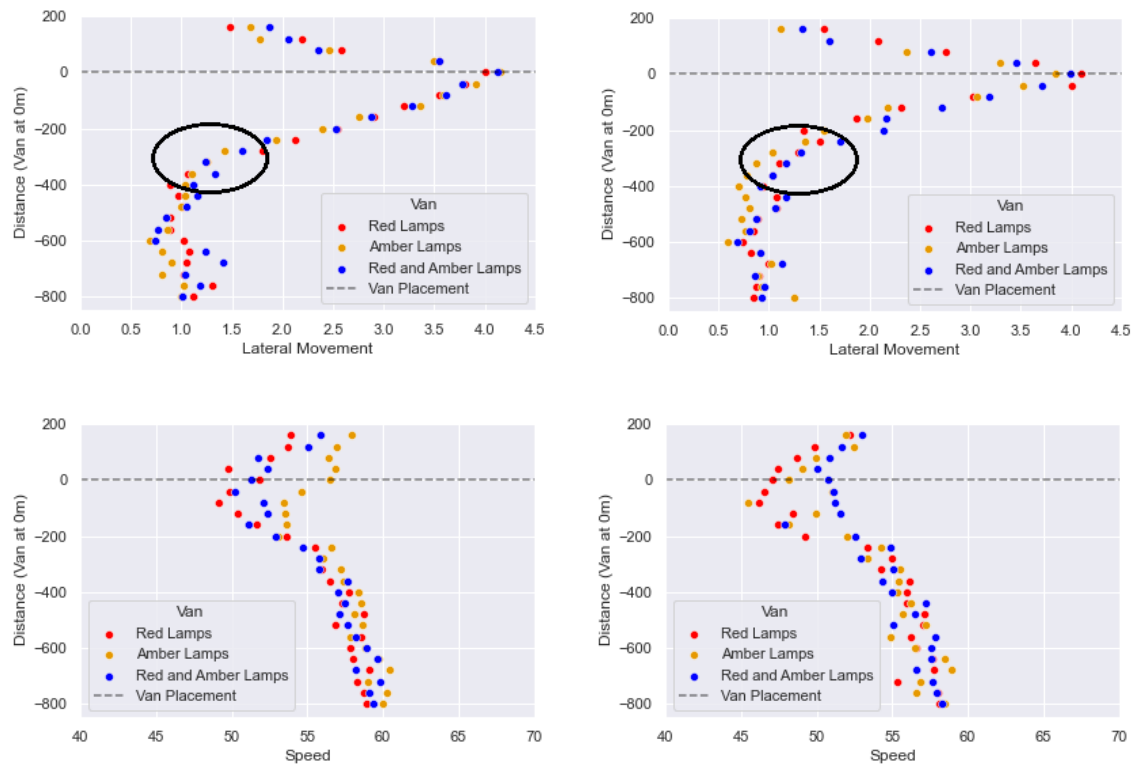 200
0
−200
−400
−600
−800
Distance (Van at 0m)
Van
Red Lamps
Amber Lamps
Red and Amber Lamps
Van Placement
0.0 0.5 1.0 1.5 2.0 2.5 3.0 3.5 4.0 4.5
Lateral Movement
200
0
−200
−400
−600
−800
Distance (Van at 0m)
Van
Red Lamps
Amber Lamps
Red and Amber Lamps
Van Placement
0.0 0.5 1.0 1.5 2.0 2.5 3.0 3.5 4.0 4.5
Lateral Movement
200
0
−200
−400
−600
−800
Distance (Van at 0m)
Van
Red Lamps
Amber Lamps
Red and Amber Lamps
Van Placement
40 45 50 55 60 65 70
Speed
200
0
−200
−400
−600
−800
Distance (Van at 0m)
Van
Red Lamps
Amber Lamps
Red and Amber Lamps
Van Placement
40 45 50 55 60 65 70
Speed